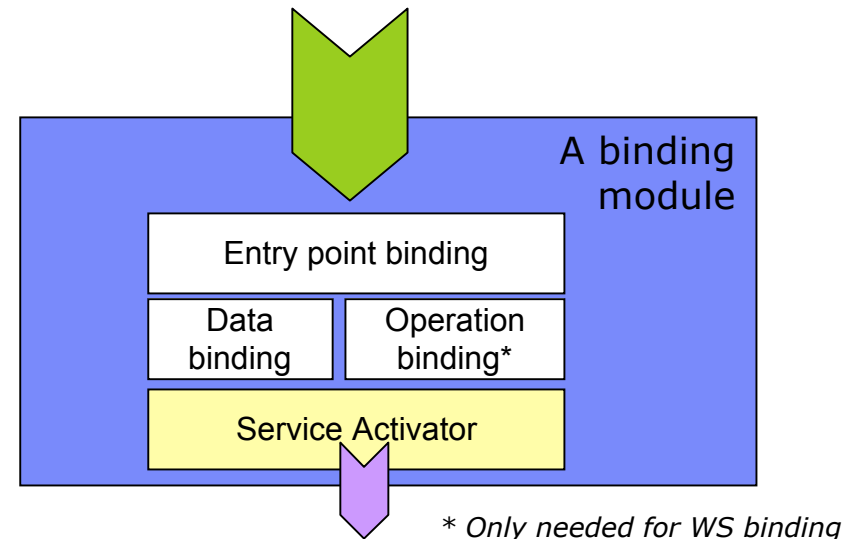 A binding
module
Entry point binding
Data
binding
Operation
binding*
Service Activator
* Only needed for WS binding